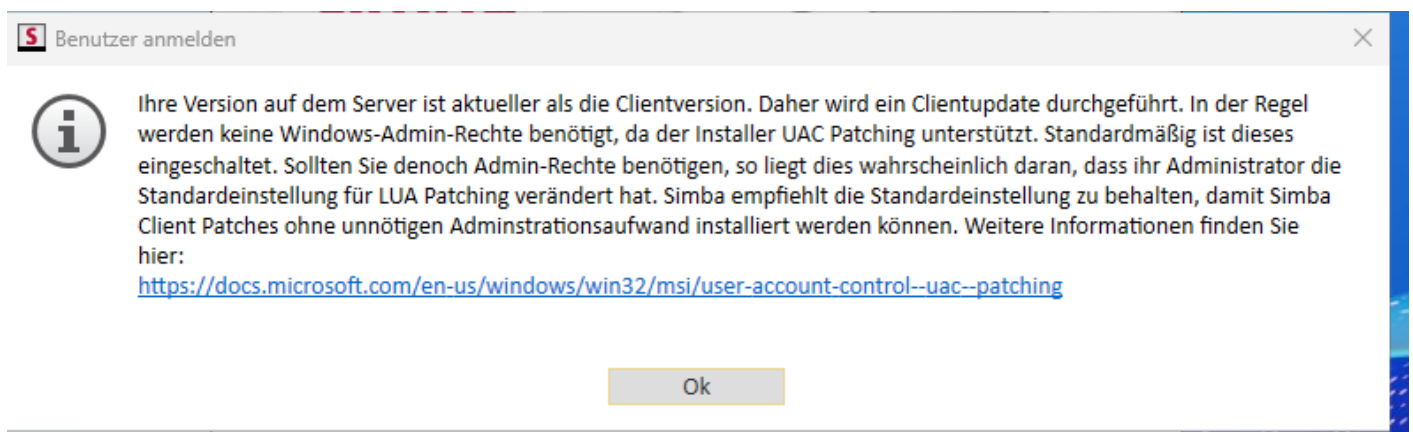 S Benutzer anmelden
Ihre Version auf dem Server ist aktueller als die Clientversion. Daher wird ein Clientupdate durchgeführt. In der Regel
werden keine Windows-Admin-Rechte benötigt, da der Installer UAC Patching unterstützt. Standardmäßig ist dieses
eingeschaltet. Sollten Sie denoch Admin-Rechte benötigen, so liegt dies wahrscheinlich daran, dass ihr Administrator die
Standardeinstellung für LUA Patching verändert hat. Simba empfiehlt die Standardeinstellung zu behalten, damit Simba
Client Patches ohne unnötigen Adminstrationsaufwand installiert werden können. Weitere Informationen finden Sie
hier:
https://docs.microsoft.com/en-us/windows/win32/msi/user-account-control--uac--patching
Ok